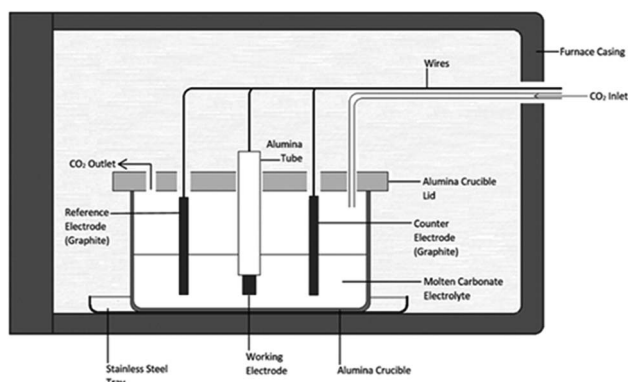 Furnace Casing
Wires
CO₂ Inlet
Alumina
Tube
CO₂ Outlet
Alumina Crucible
Lid
Reference
Electrode
(Graphite)
Counter
Electrode
(Graphite)
Molten Carbonate
Electrolyte
Stainless Steel
Tray
Working
Electrode
Alumina Crucible